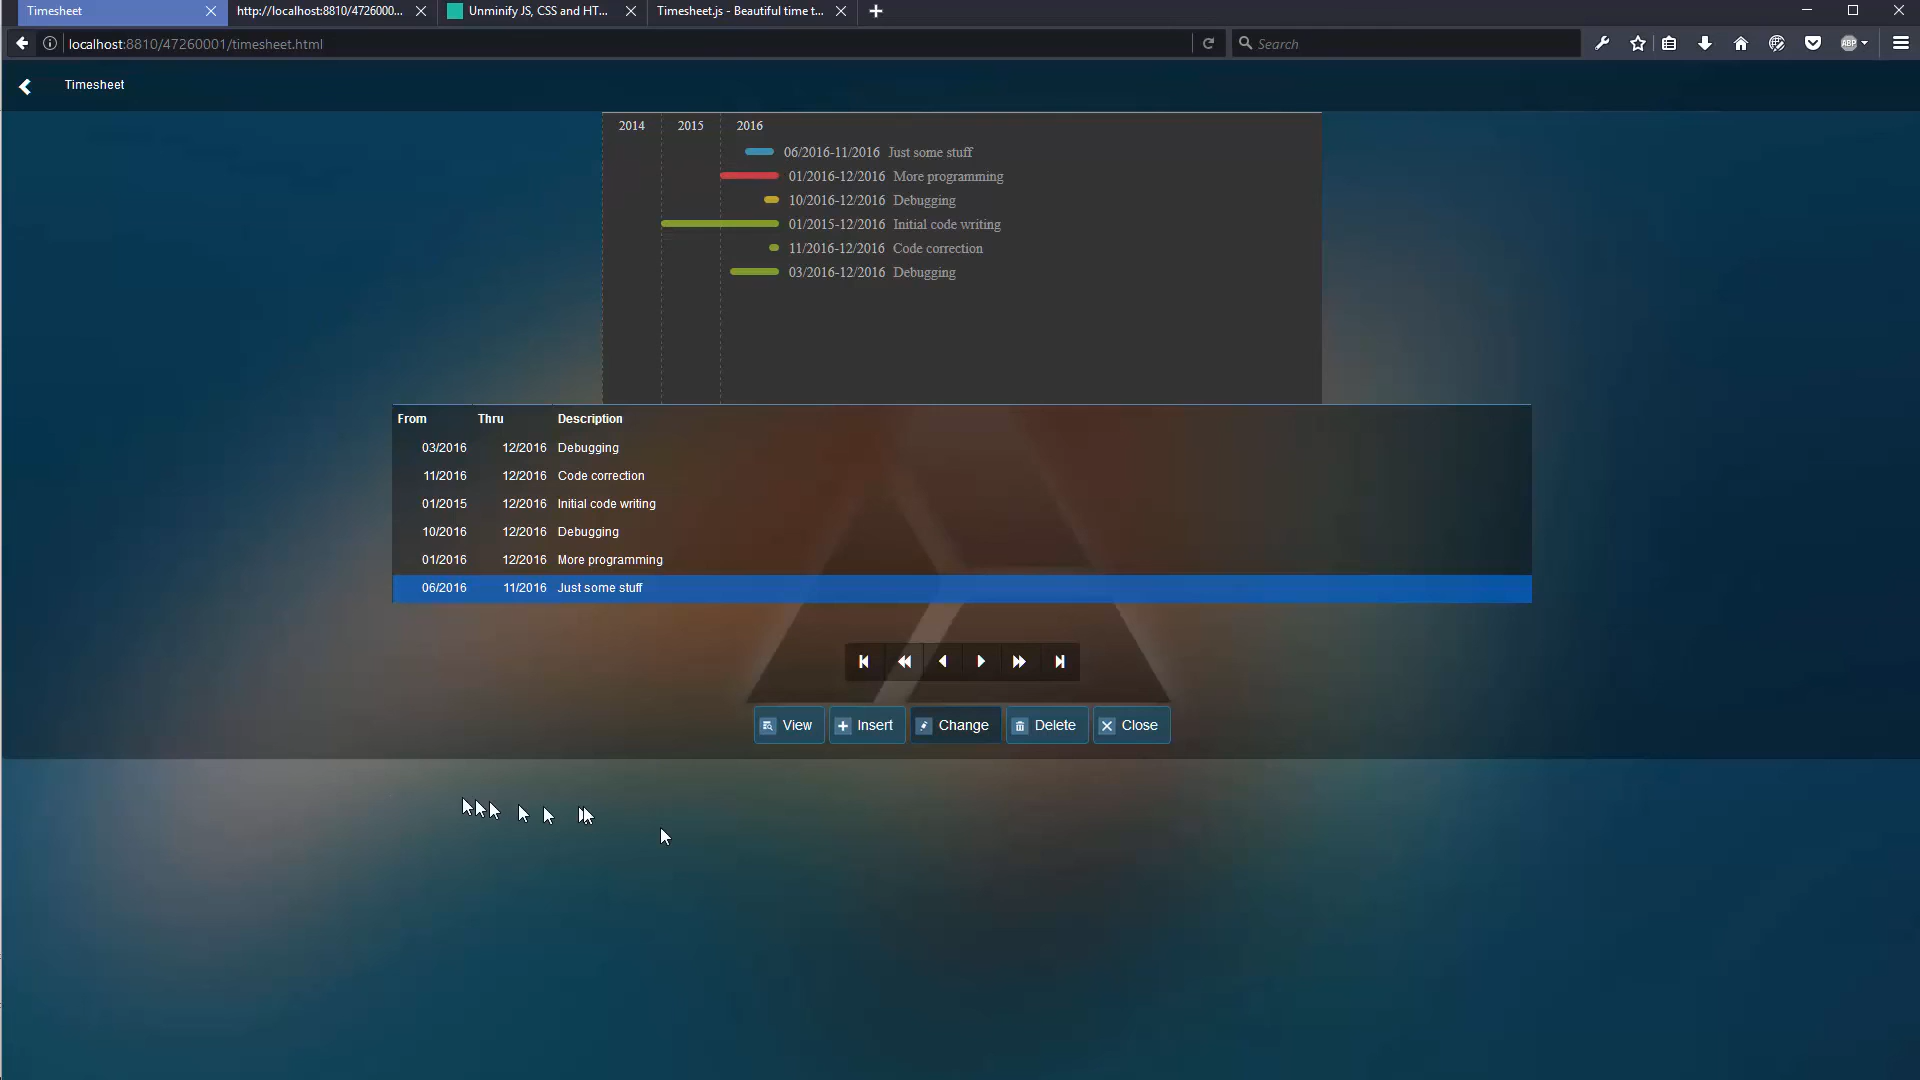 Timesheet
http://localhost:8810/4726000...
Unminify JS, CSS and HT...
Timesheet.js - Beautiful time t...
localhost:8810/47260001/timesheet.html
Search
ABP
Timesheet
2014 2015 2016
06/2016-11/2016 Just some stuff
01/2016-12/2016 More programming
10/2016-12/2016 Debugging
01/2015-12/2016 Initial code writing
11/2016-12/2016 Code correction
03/2016-12/2016 Debugging
From Thru Description
03/2016 12/2016 Debugging
11/2016 12/2016 Code correction
01/2015 12/2016 Initial code writing
10/2016 12/2016 Debugging
01/2016 12/2016 More programming
06/2016 11/2016 Just some stuff
View Insert Change Delete Close